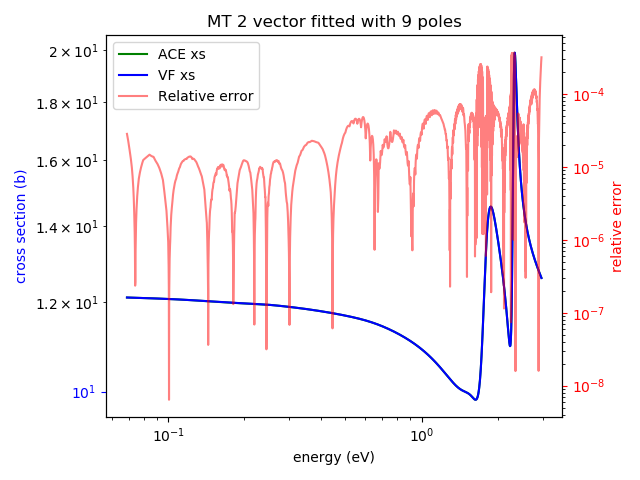 MT 2 vector fitted with 9 poles
ACE xs
VF xs
Relative error
2 × 10¹
1.8 × 10¹
1.6 × 10¹
1.4 × 10¹
1.2 × 10¹
10¹
cross section (b)
10⁻⁴
10⁻⁵
10⁻⁶
10⁻⁷
10⁻⁸
relative error
10⁻¹
10⁰
energy (eV)